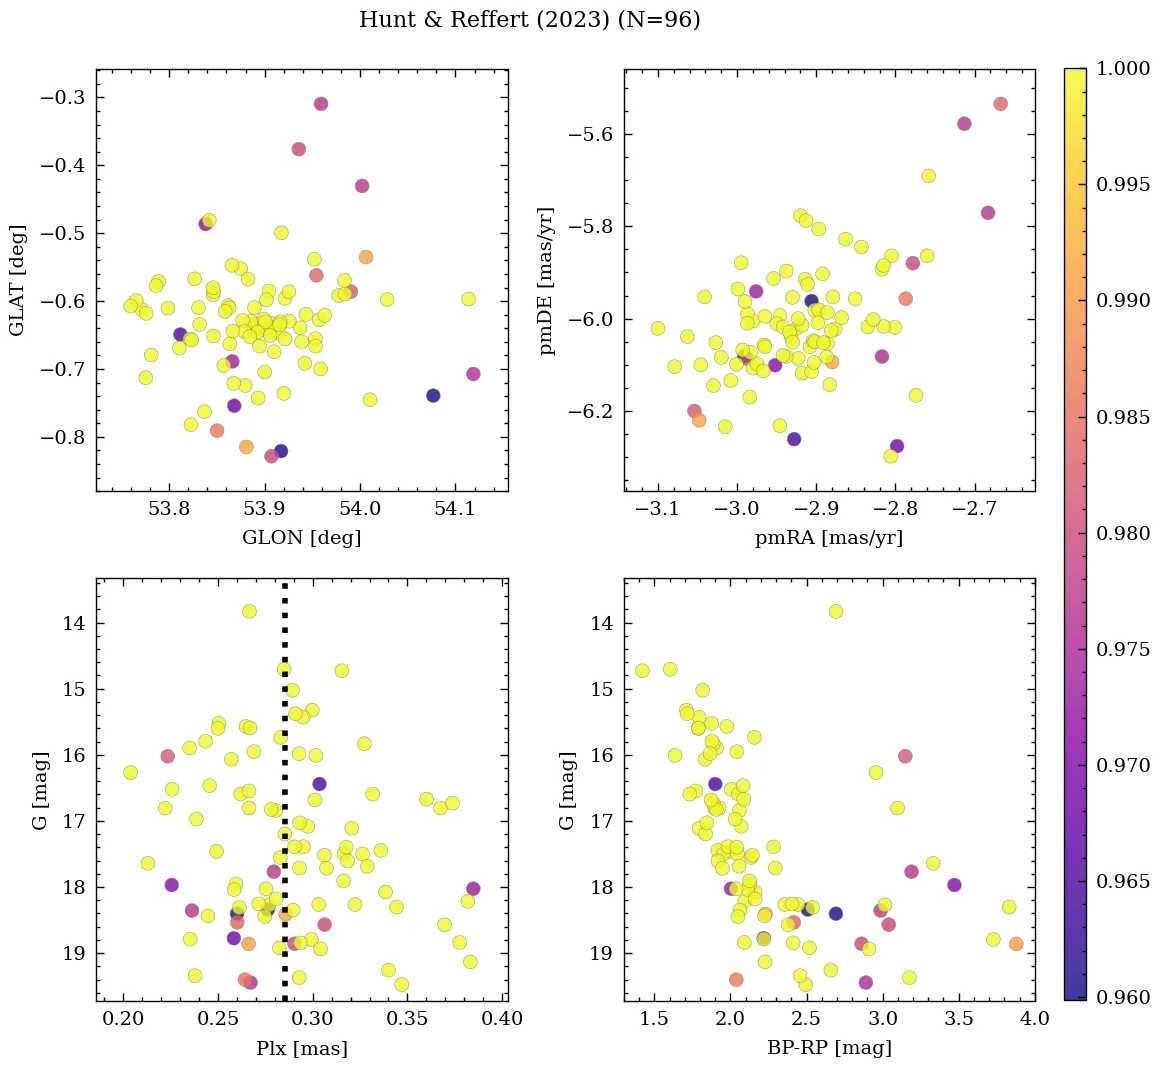 Hunt & Reffert (2023) (N=96)
−0.3
−0.4
−0.5
−0.6
−0.7
−0.8
GLAT [deg]
53.8 53.9 54.0 54.1
GLON [deg]
−5.6
−5.8
−6.0
−6.2
pmDE [mas/yr]
−3.1 −3.0 −2.9 −2.8 −2.7
pmRA [mas/yr]
14
15
16
17
18
19
G [mag]
0.20 0.25 0.30 0.35 0.40
Plx [mas]
14
15
16
17
18
19
G [mag]
1.5 2.0 2.5 3.0 3.5 4.0
BP-RP [mag]
1.000
0.995
0.990
0.985
0.980
0.975
0.970
0.965
0.960